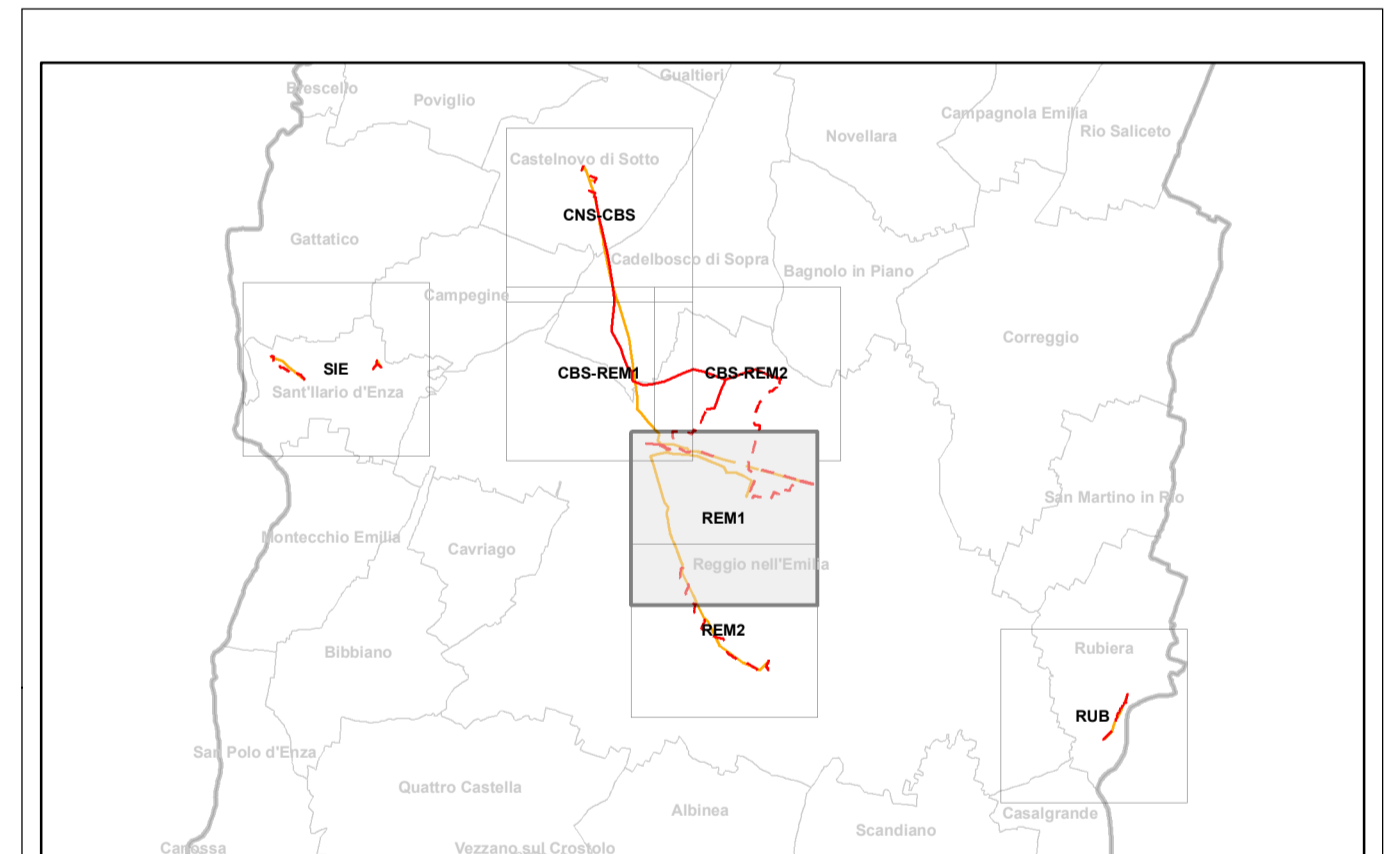 Gualtieri
Brescello
Poviglio
Campagnola Emilia
Rio Saliceto
Novellara
Castelnovo di Sotto
CNS-CBS
Gattatico
Cadelbosco di Sopra
Bagnolo in Piano
Campegine
Correggio
SIE
CBS-REM1
CBS-REM2
Sant'Ilario d'Enza
San Martino in Rio
REM1
Montecchio Emilia
Cavriago
Reggio nell'Emilia
REM2
Bibbiano
Rubiera
RUB
San Polo d'Enza
Quattro Castella
Albinea
Casalgrande
Scandiano
Canossa
Vezzano sul Crostolo